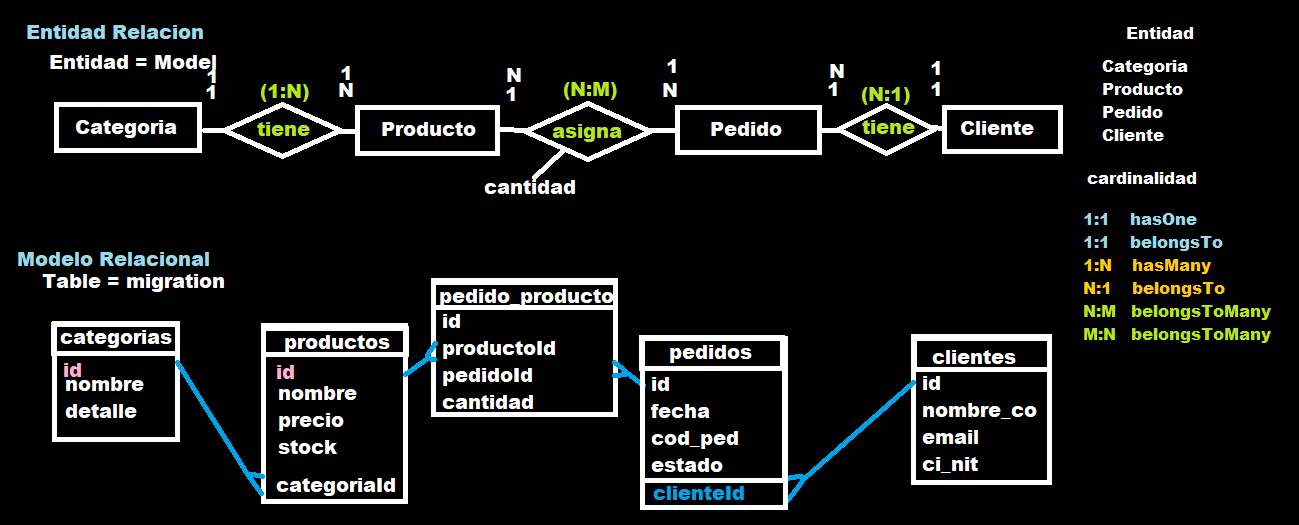 Entidad Relacion
Entidad = Model
1 1 N 1 N 1
1 N 1 N 1 1
(1:N) (N:M) (N:1)
Categoria tiene Producto asigna Pedido tiene Cliente
cantidad
Entidad
Categoria
Producto
Pedido
Cliente
cardinalidad
1:1 hasOne
1:1 belongsTo
1:N hasMany
N:1 belongsTo
N:M belongsToMany
M:N belongsToMany
Modelo Relacional
Table = migration
categorias
id
nombre
detalle
productos
id
nombre
precio
stock
categoriaId
pedido_producto
id
productoId
pedidoId
cantidad
pedidos
id
fecha
cod_ped
estado
clienteId
clientes
id
nombre_co
email
ci_nit